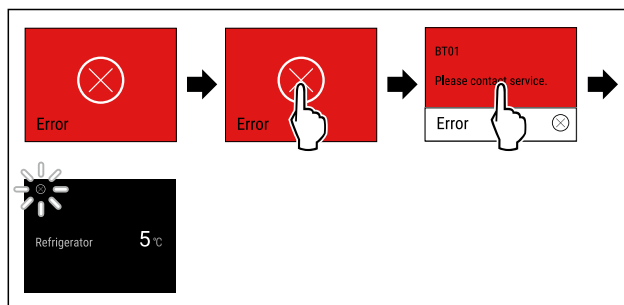 Error
Error
BT01
Please contact service.
Error
Refrigerator 5 °C